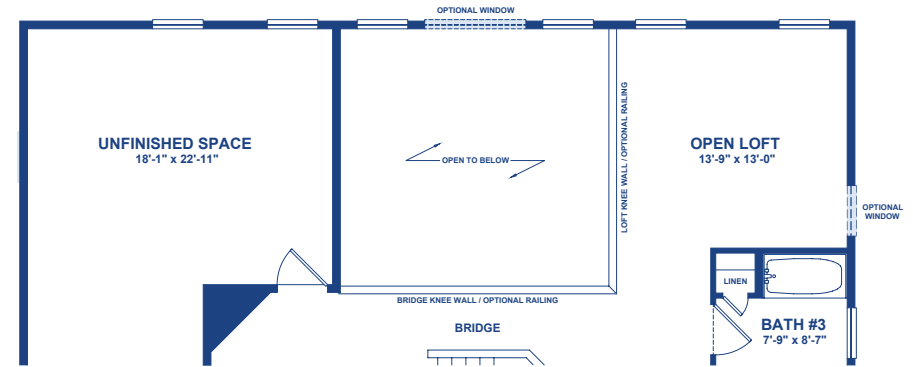 OPTIONAL WINDOW
UNFINISHED SPACE
18'-1" x 22'-11"
OPEN TO BELOW
LOFT KNEE WALL / OPTIONAL RAILING
OPEN LOFT
13'-9" x 13'-0"
OPTIONAL
WINDOW
LINEN
BRIDGE KNEE WALL / OPTIONAL RAILING
BRIDGE
BATH #3
7'-9" x 8'-7"